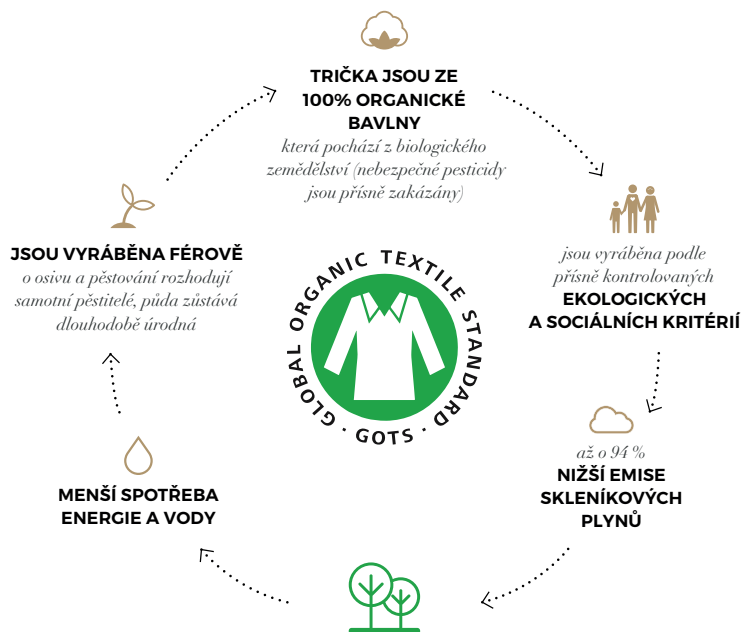 TRIČKA JSOU ZE
100% ORGANICKÉ
BAVLNY
která pochází z biologického
zemědělství (nebezpečné pesticidy
jsou přísně zakázány)
jsou vyráběna podle
přísně kontrolovaných
EKOLOGICKÝCH
A SOCIÁLNÍCH KRITÉRIÍ
až o 94 %
NIŽŠÍ EMISE
SKLENÍKOVÝCH
PLYNŮ
MENŠÍ SPOTŘEBA
ENERGIE A VODY
JSOU VYRÁBĚNA FÉROVĚ
o osivu a pěstování rozhodují
samotní pěstitelé, půda zůstává
dlouhodobě úrodná
GLOBAL ORGANIC TEXTILE STANDARD · GOTS ·